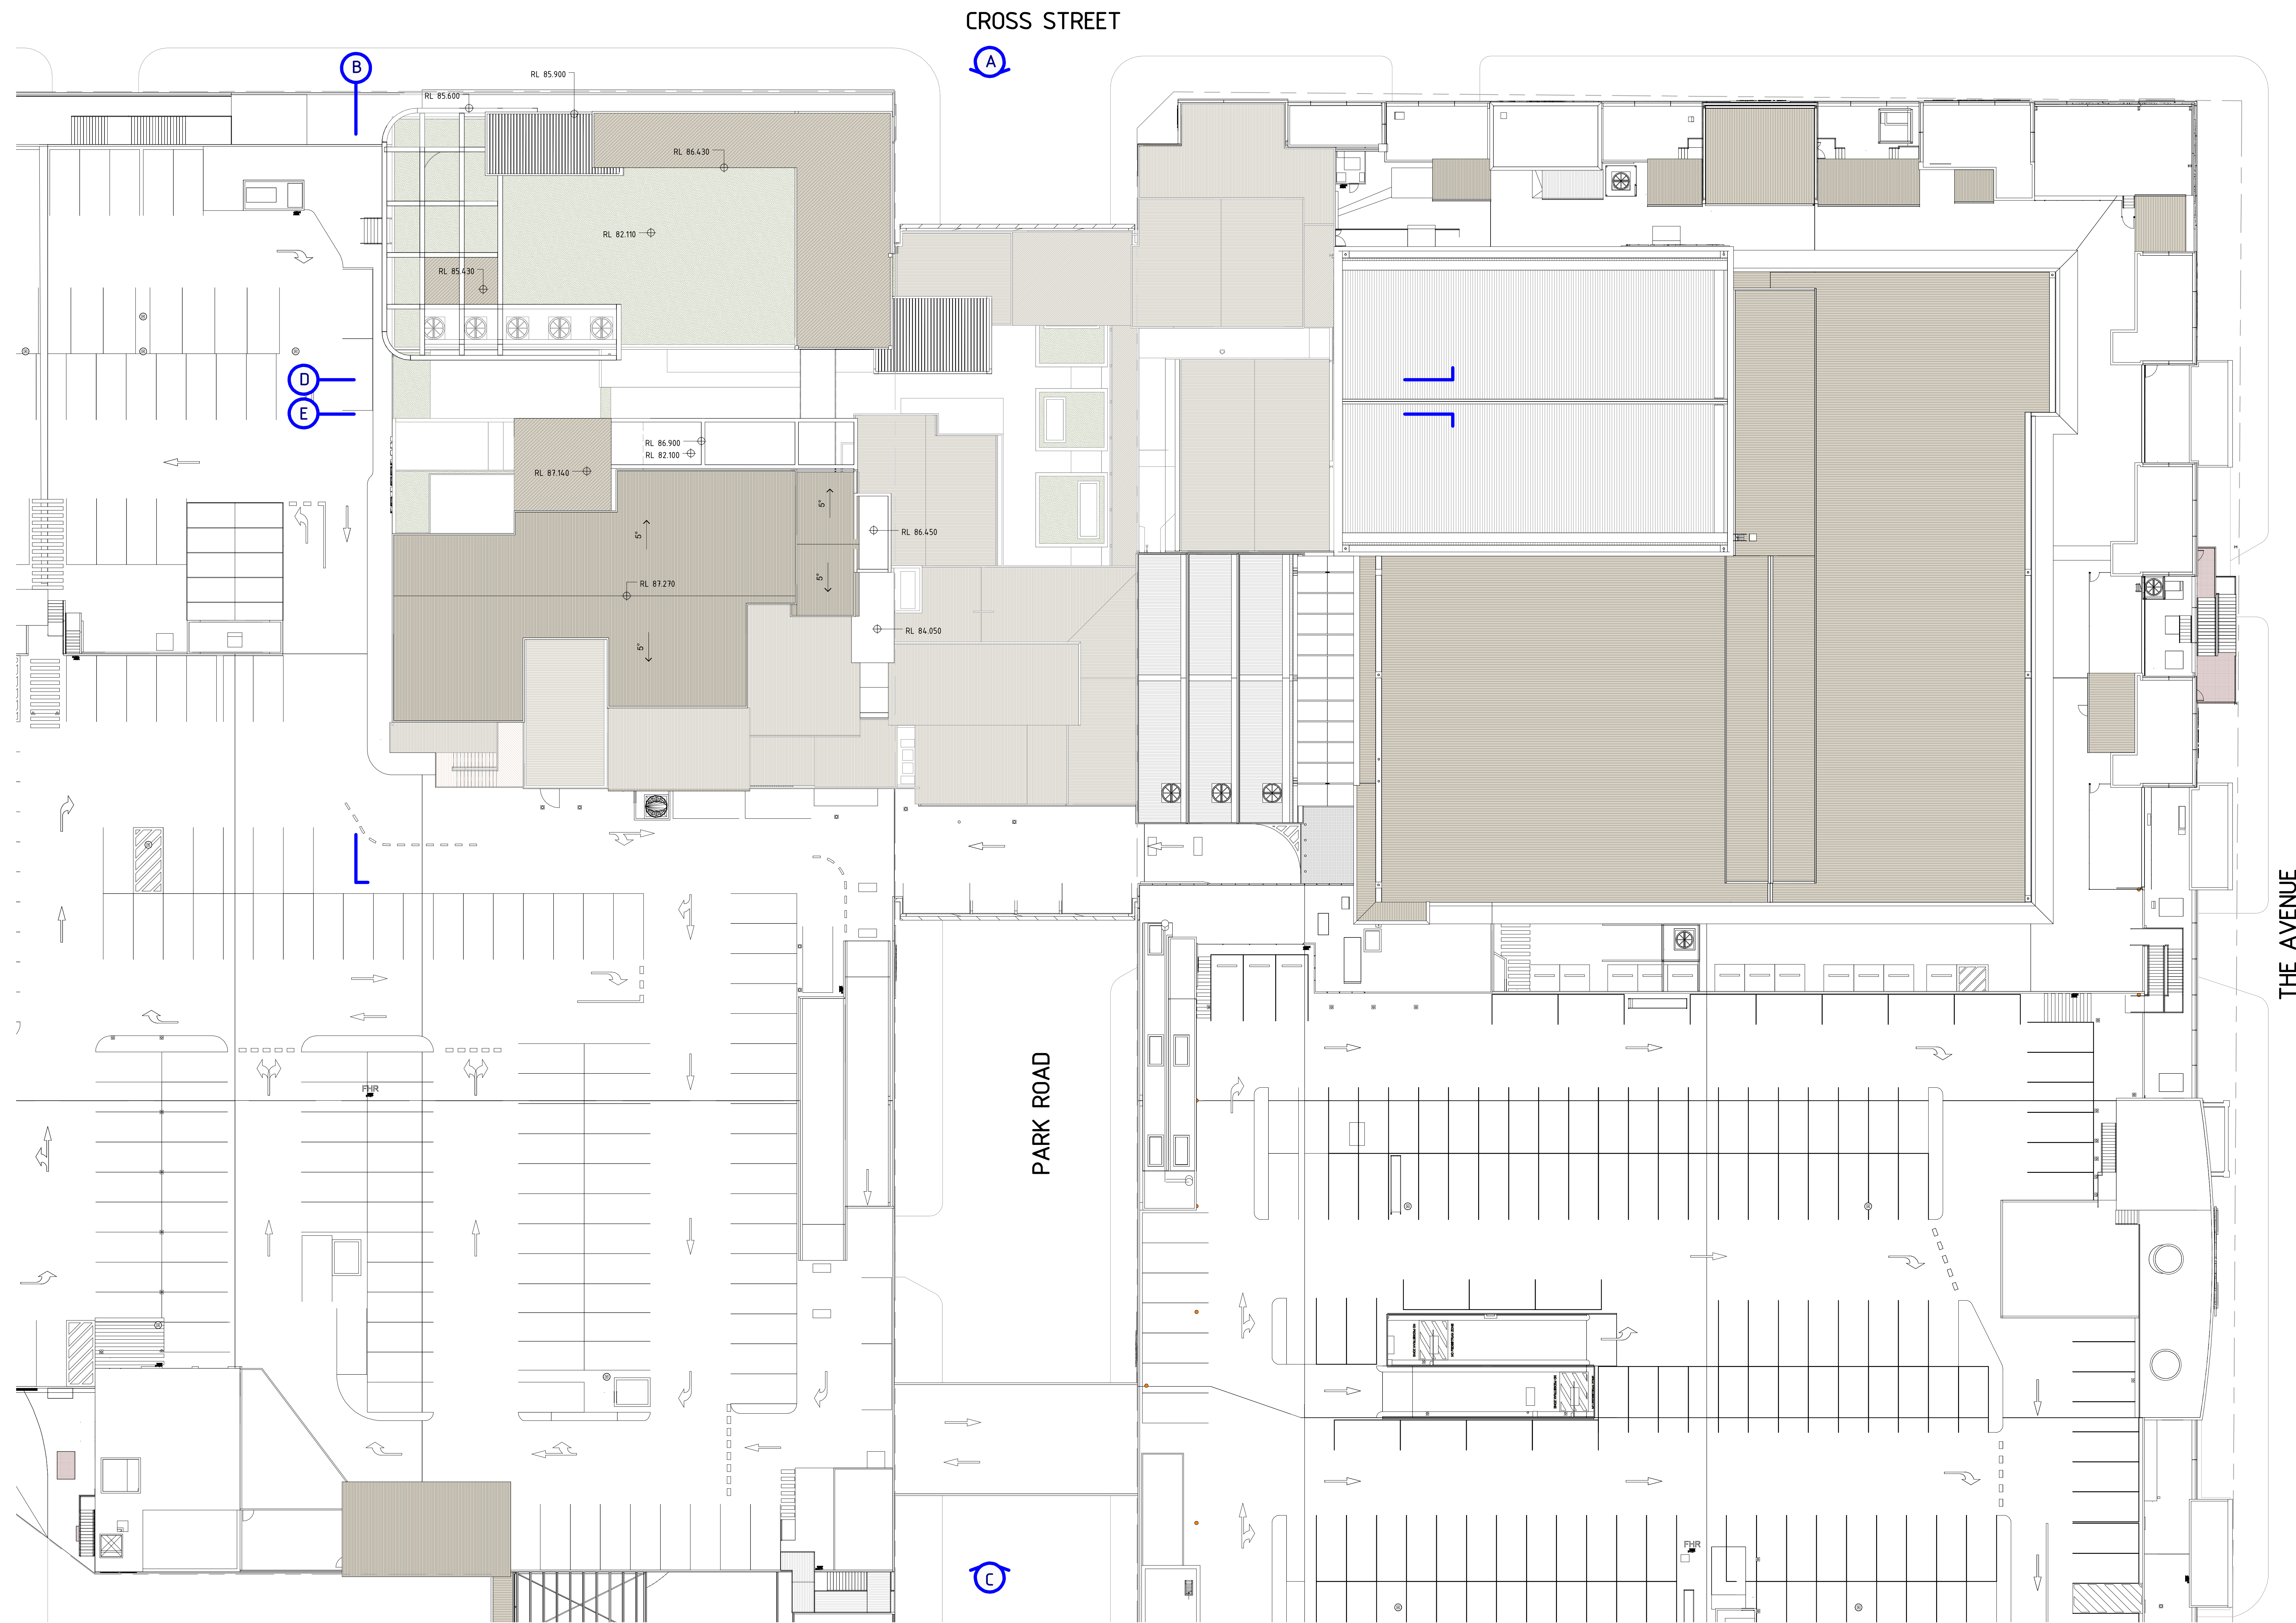 CROSS STREET
A
B
RL 85.900
RL 85.600
RL 86.430
RL 82.110
RL 85.430
D
E
RL 86.900
RL 82.100
RL 87.140
5°
5°
RL 86.450
5°
RL 87.270
RL 84.050
5°
THE AVENUE
PARK ROAD
FHR
FHR
C